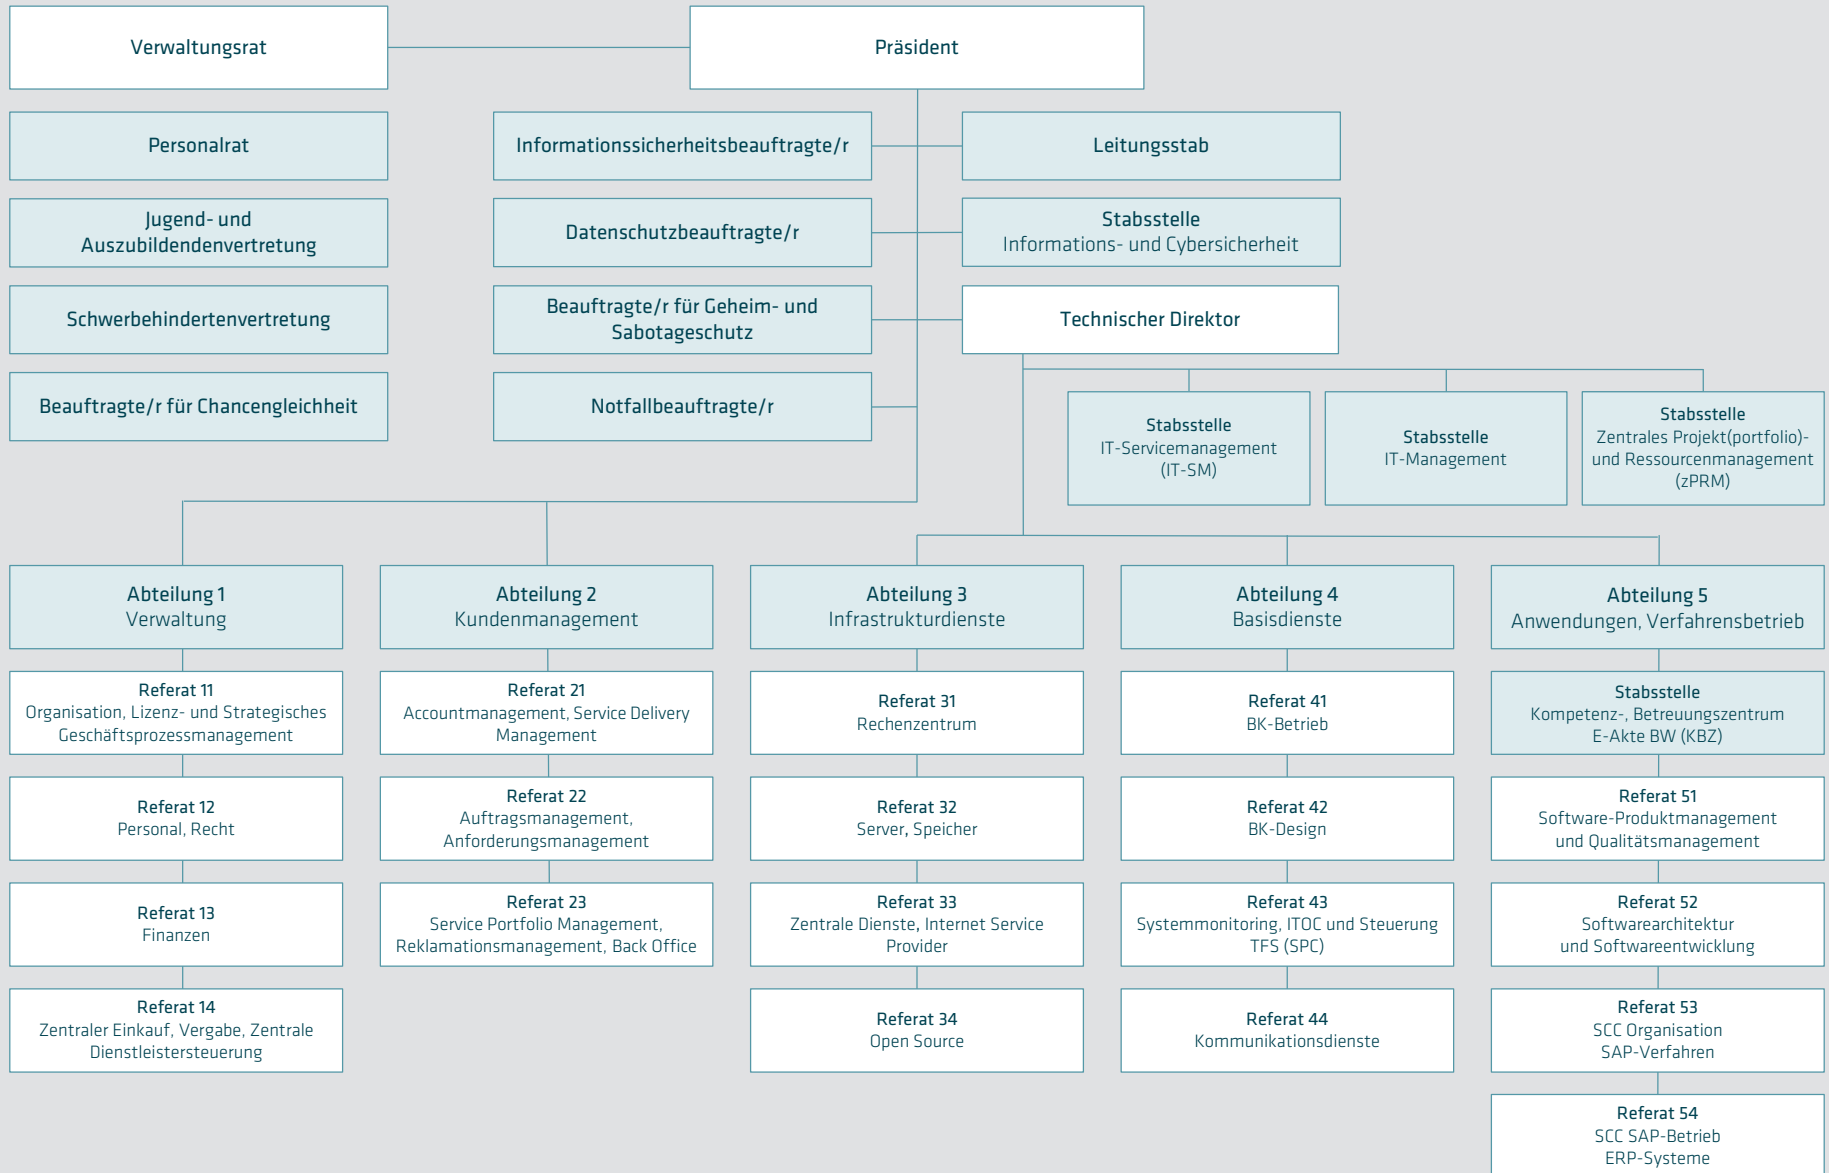 Verwaltungsrat
Präsident
Personalrat
Informationssicherheitsbeauftragte/r
Leitungsstab
Jugend- und
Auszubildendenvertretung
Datenschutzbeauftragte/r
Stabsstelle
Informations- und Cybersicherheit
Schwerbehindertenvertretung
Beauftragte/r für Geheim- und
Sabotageschutz
Technischer Direktor
Beauftragte/r für Chancengleichheit
Notfallbeauftragte/r
Stabsstelle
IT-Servicemanagement
(IT-SM)
Stabsstelle
IT-Management
Stabsstelle
Zentrales Projekt(portfolio)-
und Ressourcenmanagement
(zPRM)
Abteilung 1
Verwaltung
Referat 11
Organisation, Lizenz- und Strategisches
Geschäftsprozessmanagement
Referat 12
Personal, Recht
Referat 13
Finanzen
Referat 14
Zentraler Einkauf, Vergabe, Zentrale
Dienstleistersteuerung
Abteilung 2
Kundenmanagement
Referat 21
Accountmanagement, Service Delivery
Management
Referat 22
Auftragsmanagement,
Anforderungsmanagement
Referat 23
Service Portfolio Management,
Reklamationsmanagement, Back Office
Abteilung 3
Infrastrukturdienste
Referat 31
Rechenzentrum
Referat 32
Server, Speicher
Referat 33
Zentrale Dienste, Internet Service
Provider
Referat 34
Open Source
Abteilung 4
Basisdienste
Referat 41
BK-Betrieb
Referat 42
BK-Design
Referat 43
Systemmonitoring, ITOC und Steuerung
TFS (SPC)
Referat 44
Kommunikationsdienste
Abteilung 5
Anwendungen, Verfahrensbetrieb
Stabsstelle
Kompetenz-, Betreuungszentrum
E-Akte BW (KBZ)
Referat 51
Software-Produktmanagement
und Qualitätsmanagement
Referat 52
Softwarearchitektur
und Softwareentwicklung
Referat 53
SCC Organisation
SAP-Verfahren
Referat 54
SCC SAP-Betrieb
ERP-Systeme